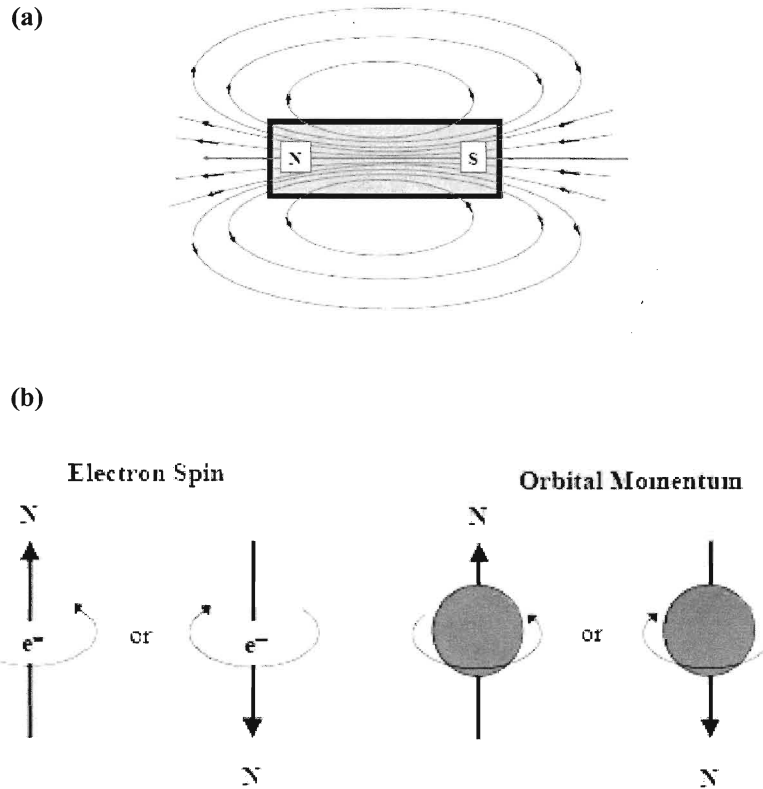 (a)
N
S
(b)
Electron Spin
Orbital Momentum
N
N
e⁻
or
e⁻
or
N
N